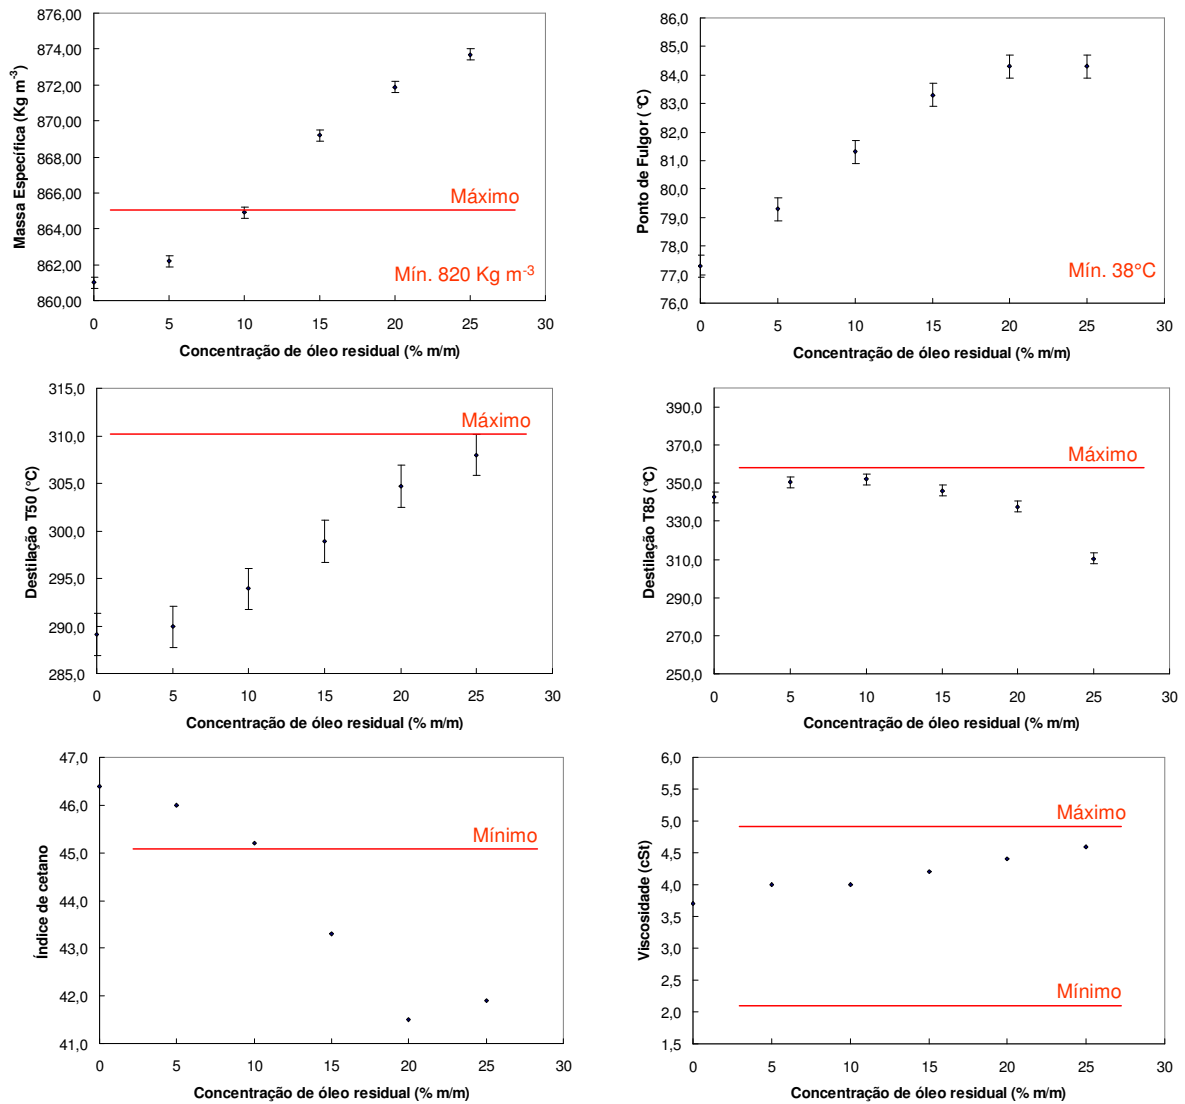 876,00
874,00
872,00
870,00
868,00
866,00
864,00
862,00
860,00
Massa Específica (Kg m-3)
Máximo
Mín. 820 Kg m-3
0 5 10 15 20 25 30
Concentração de óleo residual (% m/m)
86,0
85,0
84,0
83,0
82,0
81,0
80,0
79,0
78,0
77,0
76,0
Ponto de Fulgor (°C)
Mín. 38°C
0 5 10 15 20 25 30
Concentração de óleo residual (% m/m)
315,0
310,0
305,0
300,0
295,0
290,0
285,0
Destilação T50 (°C)
Máximo
0 5 10 15 20 25 30
Concentração de óleo residual (% m/m)
390,0
370,0
350,0
330,0
310,0
290,0
270,0
250,0
Destilação T85 (°C)
Máximo
0 5 10 15 20 25 30
Concentração de óleo residual (% m/m)
47,0
46,0
45,0
44,0
43,0
42,0
41,0
Índice de cetano
Mínimo
0 5 10 15 20 25 30
Concentração de óleo residual (% m/m)
6,0
5,5
5,0
4,5
4,0
3,5
3,0
2,5
2,0
1,5
Viscosidade (cSt)
Máximo
Mínimo
0 5 10 15 20 25 30
Concentração de óleo residual (% m/m)